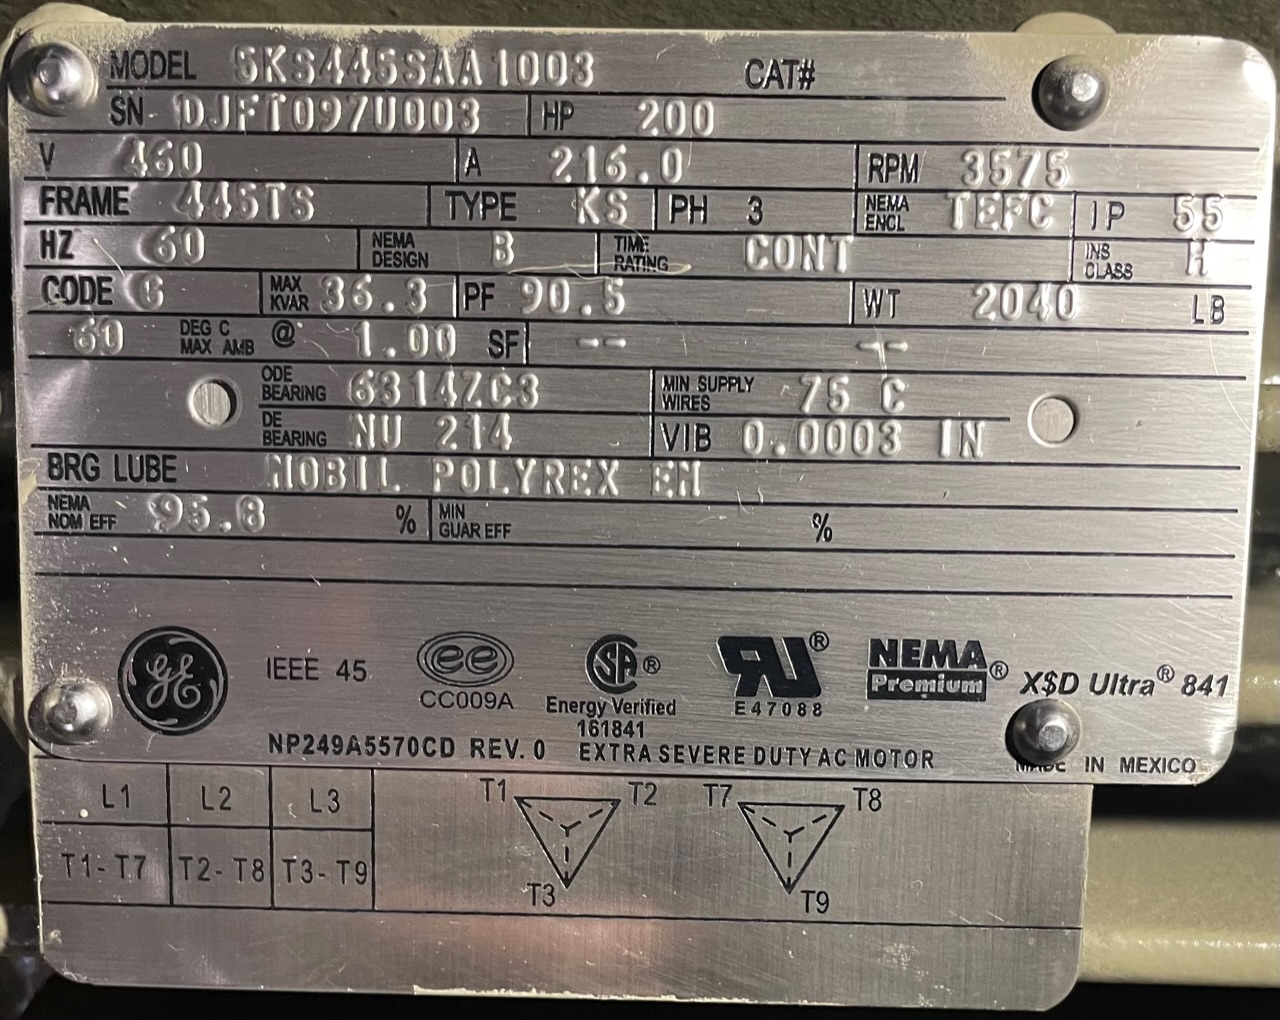 MODEL 5KS445SAA1003 CAT#
SN DJFT097U003 HP 200
V 460 A 216.0 RPM 3575
FRAME 445TS TYPE KS PH 3 NEMA ENCL TEFC IP 55
HZ 60 NEMA DESIGN B TIME RATING CONT INS CLASS H
CODE G MAX KVAR 36.3 PF 90.5 WT 2040 LB
60 DEG C MAX AMB @ 1.00 SF -- --
ODE BEARING 6314ZC3 MIN SUPPLY WIRES 75 C
DE BEARING NU 214 VIB 0.0003 IN
BRG LUBE MOBIL POLYREX EM
NEMA NOM EFF 95.8 % MIN GUAR EFF %
GE IEEE 45 ee SA® RU® NEMA Premium® X$D Ultra® 841
CC009A Energy Verified E47088
161841
NP249A5570CD REV. 0 EXTRA SEVERE DUTY AC MOTOR MADE IN MEXICO
L1 L2 L3 T1 T2 T7 T8
T1-T7 T2-T8 T3-T9 T3 T9